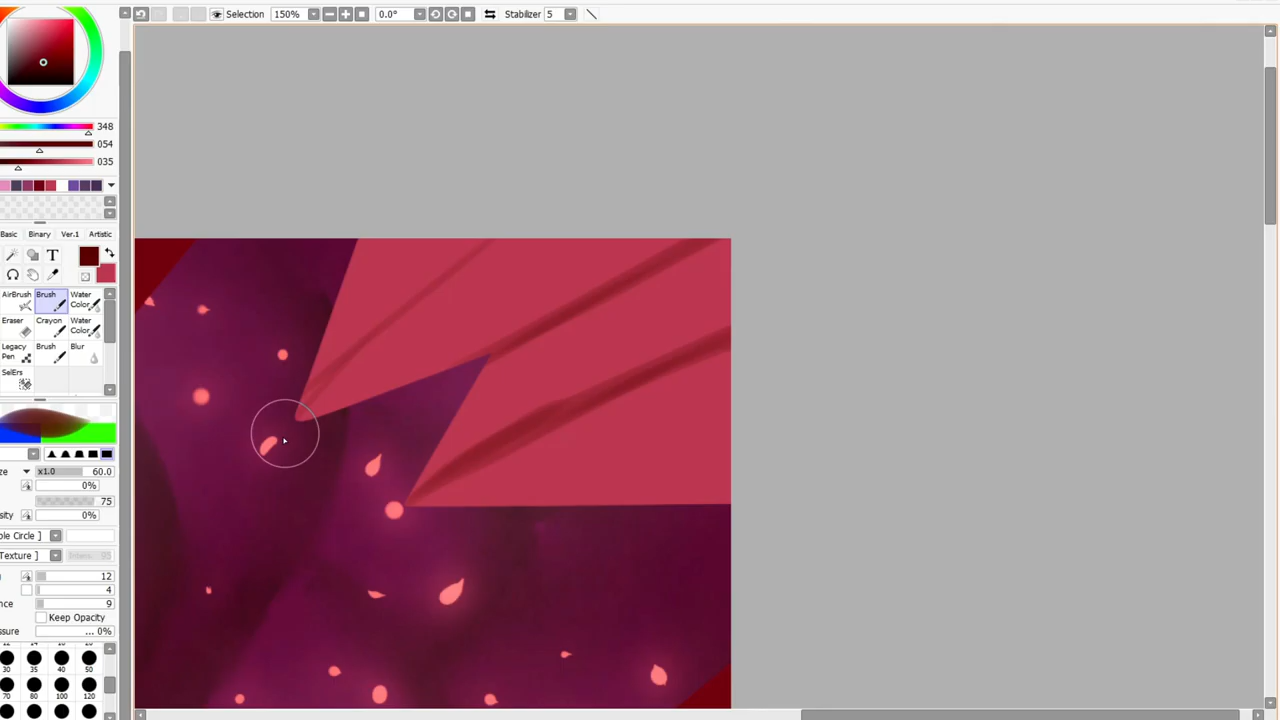 Selection 150% 0.0° Stabilizer 5
348
054
035
Basic Binary Ver.1 Artistic
T
AirBrush Brush Water Color
Eraser Crayon Water Color
Legacy Pen Brush Blur
SelErs
ze x1.0 60.0
0%
75
sity 0%
ple Circle ]
Texture ] 95
12
4
nce 9
Keep Opacity
ssure ... 0%
30 35 40 50
70 80 100 120